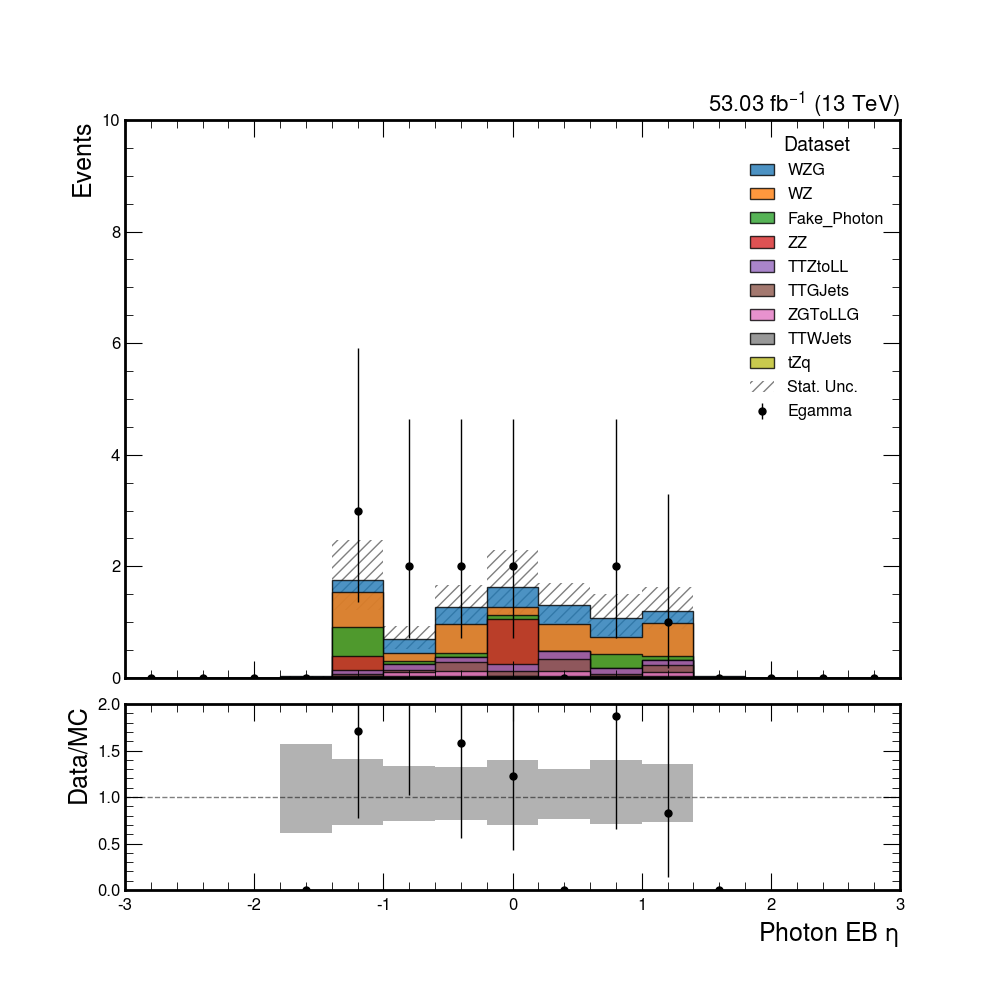 53.03 fb⁻¹ (13 TeV)
Events
10
8
6
4
2
0
Dataset
WZG
WZ
Fake_Photon
ZZ
TTZtoLL
TTGJets
ZGToLLG
TTWJets
tZq
Stat. Unc.
Egamma
Data/MC
2.0
1.5
1.0
0.5
0.0
-3 -2 -1 0 1 2 3
Photon EB η